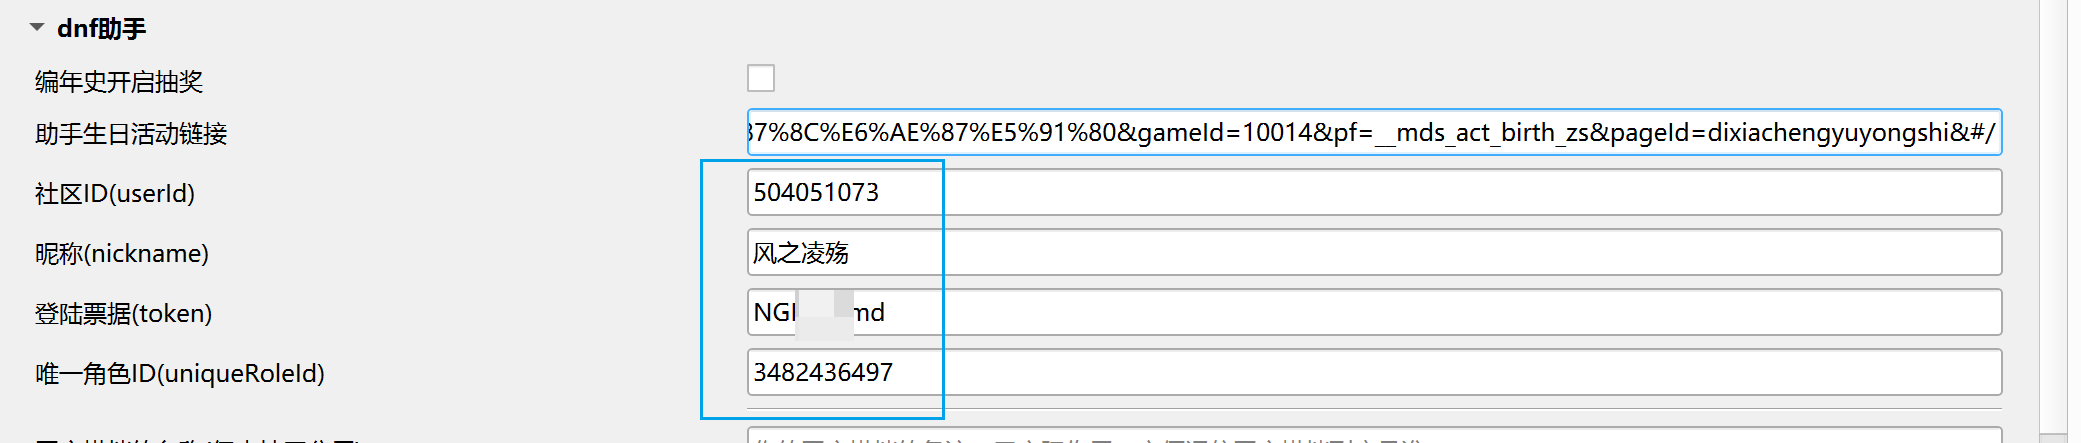 dnf助手
编年史开启抽奖
助手生日活动链接 37%8C%E6%AE%87%E5%91%80&gameId=10014&pf=__mds_act_birth_zs&pageId=dixiachengyuyongshi&#/
社区ID(userId) 504051073
昵称(nickname) 风之凌殇
登陆票据(token) NG md
唯一角色ID(uniqueRoleId) 3482436497